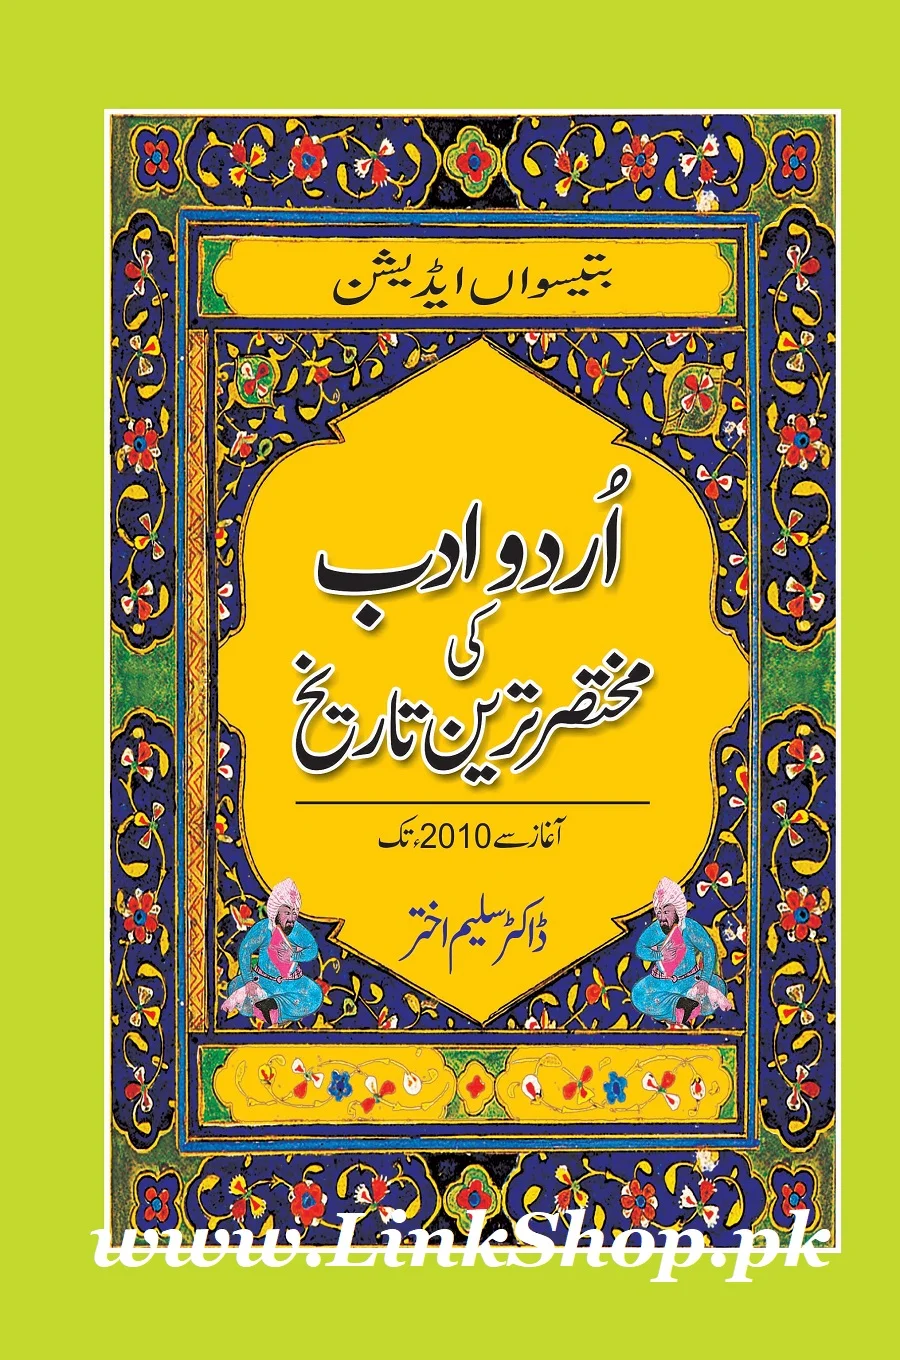 بتیسواں ایڈیشن
اُردو ادب
کی
مختصر ترین تاریخ
آغاز سے 2010ء تک
ڈاکٹر سلیم اختر
www.LinkShop.pk